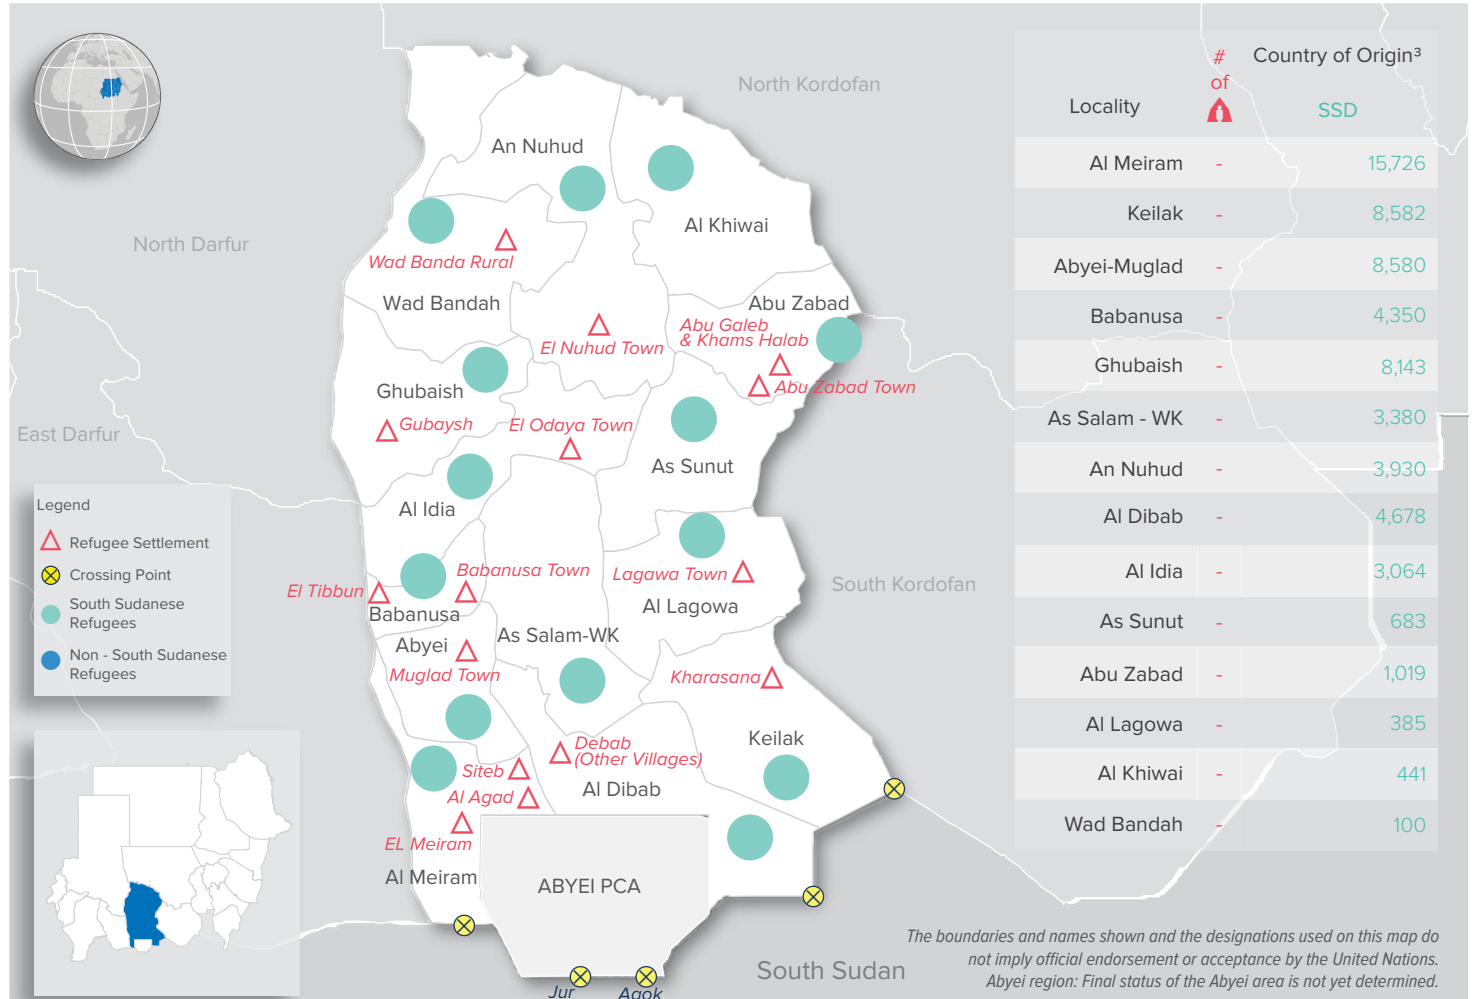 North Kordofan
An Nuhud
Al Khiwai
North Darfur
Wad Banda Rural
Wad Bandah
Abu Zabad
Abu Galeb
& Khams Halab
El Nuhud Town
Abu Zabad Town
Ghubaish
Gubaysh
El Odaya Town
East Darfur
As Sunut
Al Idia
Legend
Refugee Settlement
Crossing Point
South Sudanese
Refugees
Non - South Sudanese
Refugees
El Tibbun
Babanusa Town
Babanusa
Lagawa Town
Al Lagowa
South Kordofan
Abyei
As Salam-WK
Muglad Town
Kharasana
Keilak
Debab
(Other Villages)
Siteb
Al Agad
Al Dibab
EL Meiram
Al Meiram
ABYEI PCA
South Sudan
Jur
Agok
# of
Country of Origin³
Locality
SSD
Al Meiram - 15,726
Keilak - 8,582
Abyei-Muglad - 8,580
Babanusa - 4,350
Ghubaish - 8,143
As Salam - WK - 3,380
An Nuhud - 3,930
Al Dibab - 4,678
Al Idia - 3,064
As Sunut - 683
Abu Zabad - 1,019
Al Lagowa - 385
Al Khiwai - 441
Wad Bandah - 100
The boundaries and names shown and the designations used on this map do
not imply official endorsement or acceptance by the United Nations.
Abyei region: Final status of the Abyei area is not yet determined.